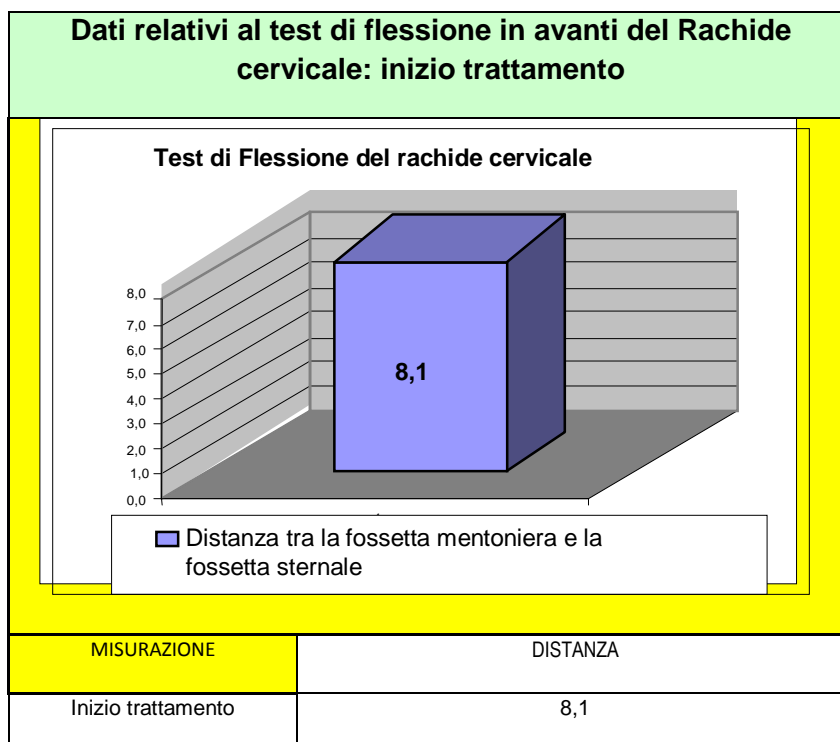 Dati relativi al test di flessione in avanti del Rachide
cervicale: inizio trattamento
Test di Flessione del rachide cervicale
8,0
7,0
6,0
5,0
4,0
3,0
2,0
1,0
0,0
8,1
Distanza tra la fossetta mentoniera e la
fossetta sternale
MISURAZIONE DISTANZA
Inizio trattamento 8,1